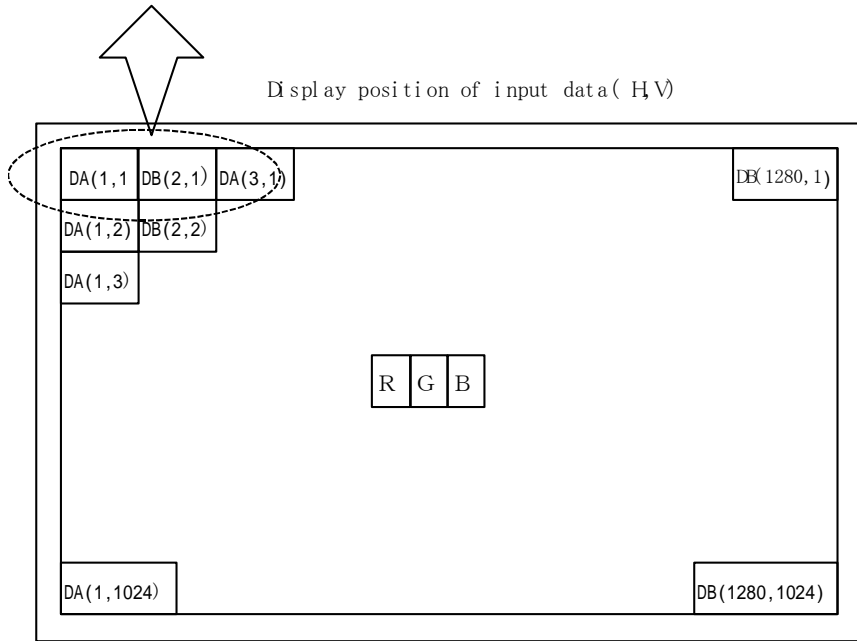 Display position of input data( H,V)
DA(1,1 DB(2,1) DA(3,1) DB(1280,1)
DA(1,2) DB(2,2)
DA(1,3)
R G B
DA(1,1024) DB(1280,1024)